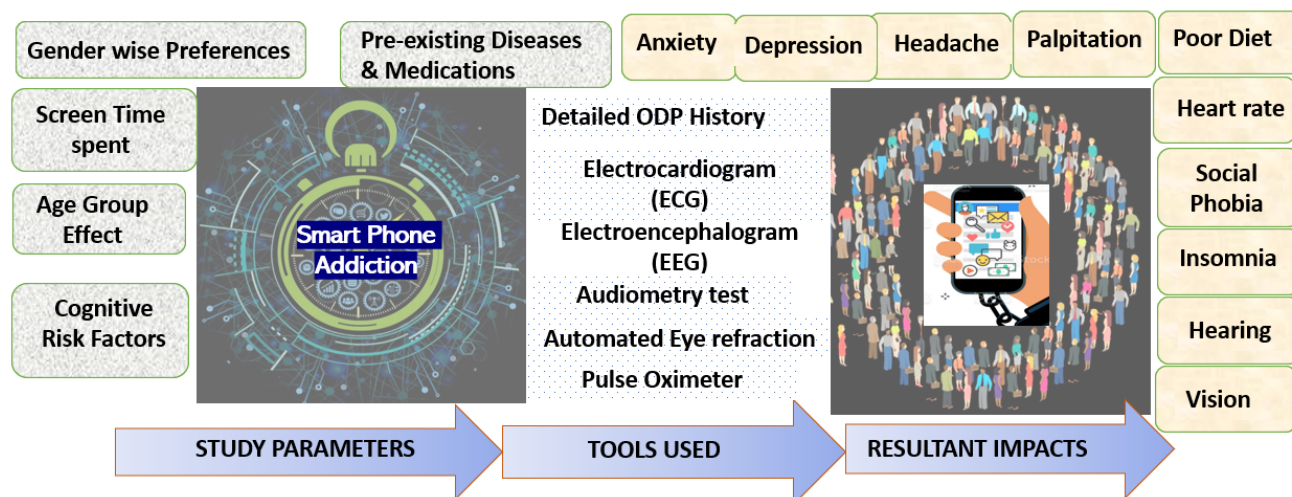 Gender wise Preferences
Pre-existing Diseases
& Medications
Anxiety
Depression
Headache
Palpitation
Poor Diet
Screen Time
spent
Age Group
Effect
Cognitive
Risk Factors
Smart Phone
Addiction
Detailed ODP History
Electrocardiogram
(ECG)
Electroencephalogram
(EEG)
Audiometry test
Automated Eye refraction
Pulse Oximeter
Heart rate
Social
Phobia
Insomnia
Hearing
Vision
STUDY PARAMETERS
TOOLS USED
RESULTANT IMPACTS